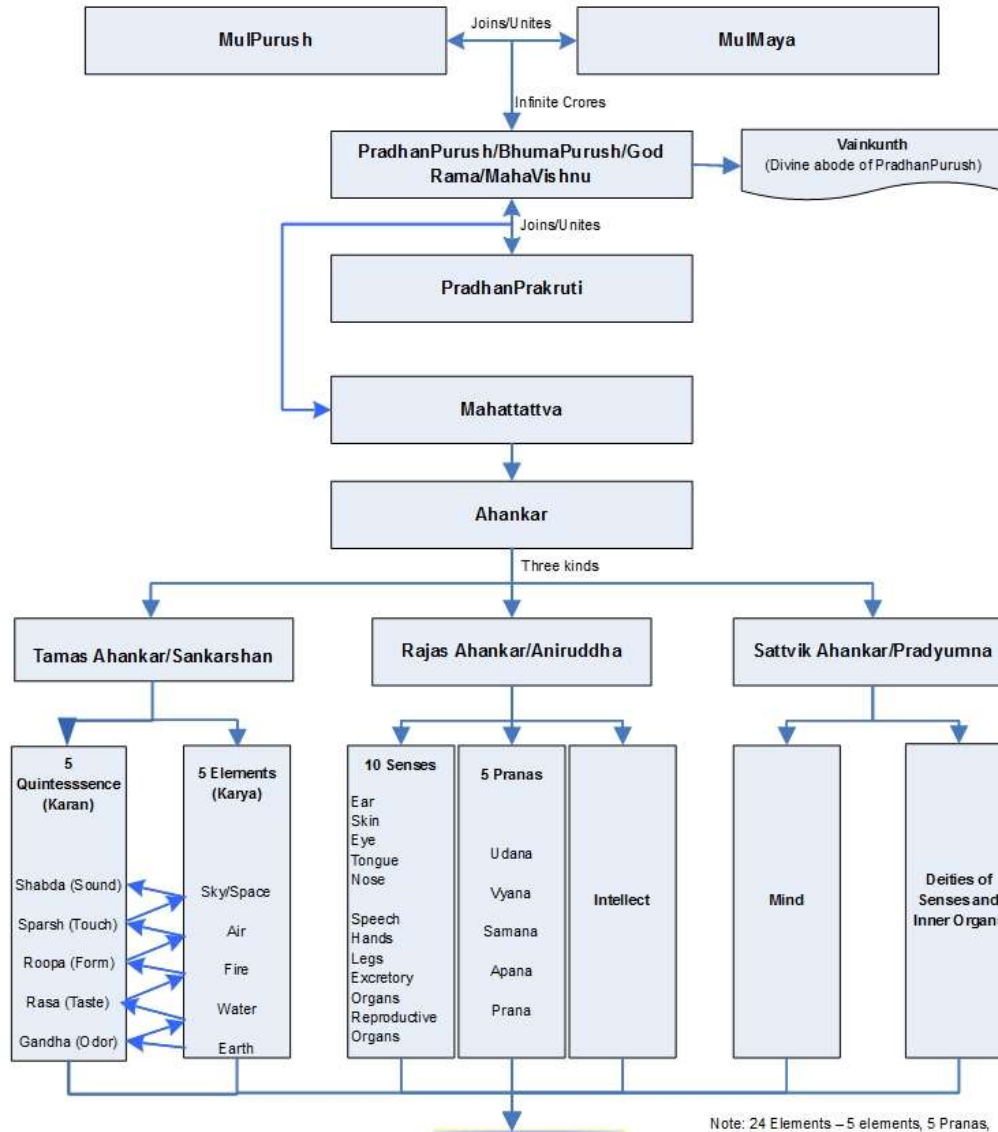 Joins/Unites
MulPurush
MulMaya
Infinite Crores
PradhanPurush/BhumaPurush/God
Rama/MahaVishnu
Vainkunth
(Divine abode of PradhanPurush)
Joins/Unites
PradhanPrakruti
Mahattattva
Ahankar
Three kinds
Tamas Ahankar/Sankarshan
Rajas Ahankar/Aniruddha
Sattvik Ahankar/Pradyumna
5
Quintesssence
(Karan)
Shabda (Sound)
Sparsh (Touch)
Roopa (Form)
Rasa (Taste)
Gandha (Odor)
5 Elements
(Karya)
Sky/Space
Air
Fire
Water
Earth
10 Senses
Ear
Skin
Eye
Tongue
Nose
Speech
Hands
Legs
Excretory
Organs
Reproductive
Organs
5 Pranas
Udana
Vyana
Samana
Apana
Prana
Intellect
Mind
Deities of
Senses and
Inner Organ
Note: 24 Elements – 5 elements, 5 Pranas,